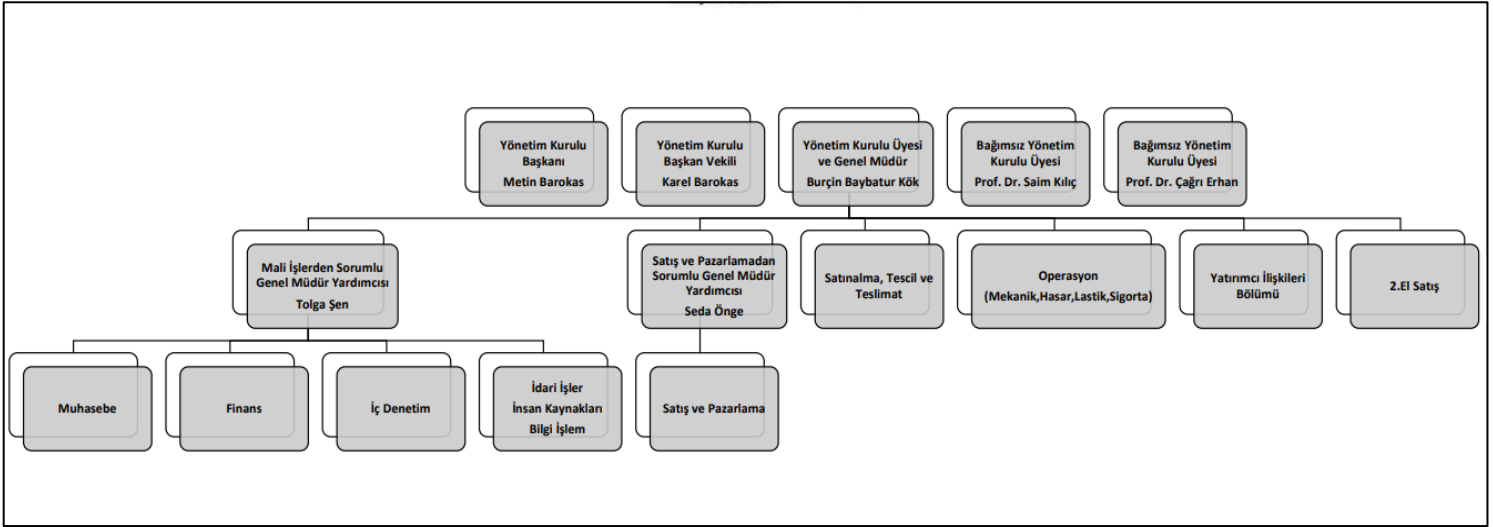 Yönetim Kurulu
Başkanı
Metin Barokas
Yönetim Kurulu
Başkan Vekili
Karel Barokas
Yönetim Kurulu Üyesi
ve Genel Müdür
Burçin Baybatur Kök
Bağımsız Yönetim
Kurulu Üyesi
Prof. Dr. Saim Kılıç
Bağımsız Yönetim
Kurulu Üyesi
Prof. Dr. Çağrı Erhan
Mali İşlerden Sorumlu
Genel Müdür Yardımcısı
Tolga Şen
Satış ve Pazarlamadan
Sorumlu Genel Müdür
Yardımcısı
Seda Önge
Satınalma, Tescil ve
Teslimat
Operasyon
(Mekanik,Hasar,Lastik,Sigorta)
Yatırımcı İlişkileri
Bölümü
2.El Satış
Muhasebe
Finans
İç Denetim
İdari İşler
İnsan Kaynakları
Bilgi İşlem
Satış ve Pazarlama